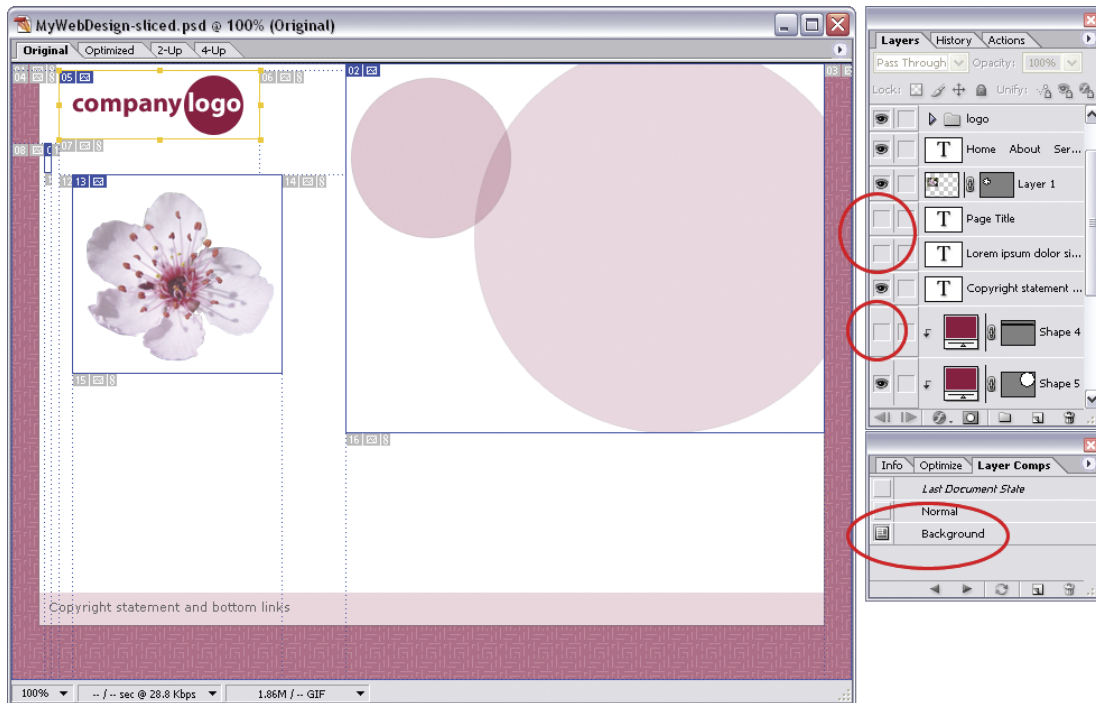 MyWebDesign-sliced.psd @ 100% (Original)
Original Optimized 2-Up 4-Up
04 05 06 02 03
companylogo
08 07
12 13 14
15
16
Copyright statement and bottom links
100% -- / -- sec @ 28.8 Kbps 1.86M / -- GIF
Layers History Actions
Pass Through Opacity: 100%
Lock: Unify:
logo
T Home About Ser...
Layer 1
T Page Title
T Lorem ipsum dolor si...
T Copyright statement ...
Shape 4
Shape 5
Info Optimize Layer Comps
Last Document State
Normal
Background